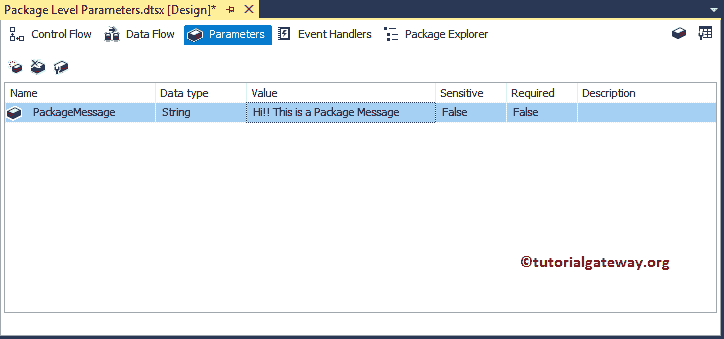 Package Level Parameters.dtsx [Design]*
Control Flow Data Flow Parameters Event Handlers Package Explorer
Name Data type Value Sensitive Required Description
PackageMessage String Hi!! This is a Package Message False False
©tutorialgateway.org